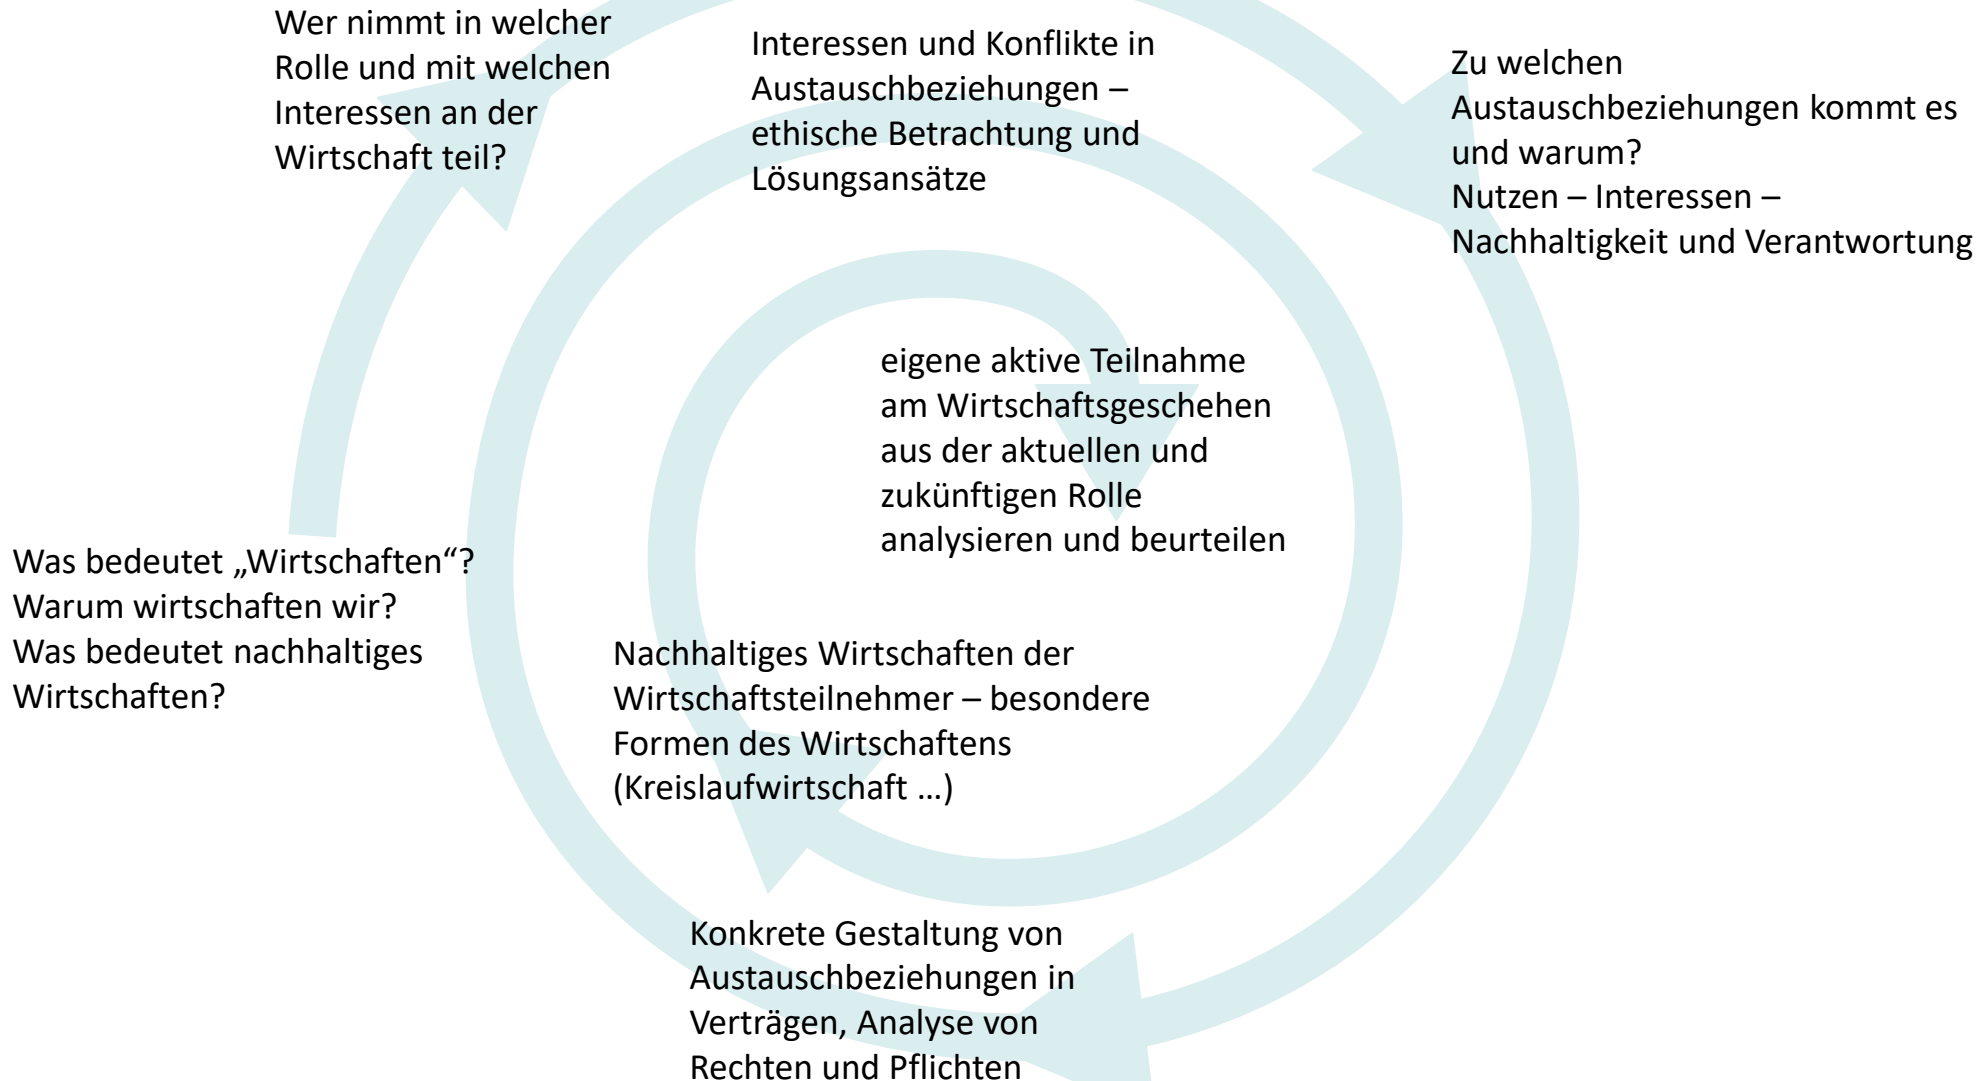 Wer nimmt in welcher
Rolle und mit welchen
Interessen an der
Wirtschaft teil?
Interessen und Konflikte in
Austauschbeziehungen –
ethische Betrachtung und
Lösungsansätze
Zu welchen
Austauschbeziehungen kommt es
und warum?
Nutzen – Interessen –
Nachhaltigkeit und Verantwortung
eigene aktive Teilnahme
am Wirtschaftsgeschehen
aus der aktuellen und
zukünftigen Rolle
analysieren und beurteilen
Was bedeutet „Wirtschaften“?
Warum wirtschaften wir?
Was bedeutet nachhaltiges
Wirtschaften?
Nachhaltiges Wirtschaften der
Wirtschaftsteilnehmer – besondere
Formen des Wirtschaftens
(Kreislaufwirtschaft …)
Konkrete Gestaltung von
Austauschbeziehungen in
Verträgen, Analyse von
Rechten und Pflichten